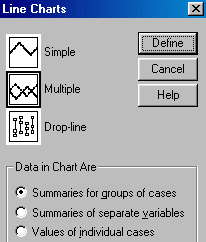 Line Charts
Simple
Define
Cancel
Multiple
Help
Drop-line
Data in Chart Are
Summaries for groups of cases
Summaries of separate variables
Values of individual cases